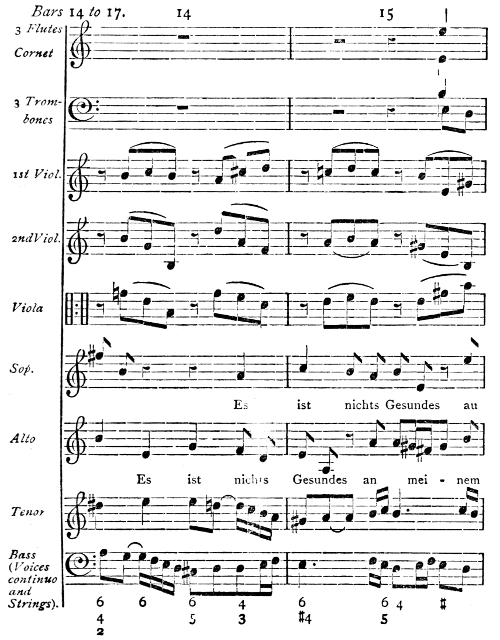 Bars 14 to 17. 14 15
3 Flutes
Cornet
3 Trom-
bones
1st Viol.
2nd Viol.
Viola
Sop.
Es ist nichts Gesundes au
Alto
Es ist nichts Gesundes an mei - nem
Tenor
Bass
(Voices
continuo
and
Strings).
6 6 6 4 6 6 4 #
4 5 3 #4 5
2